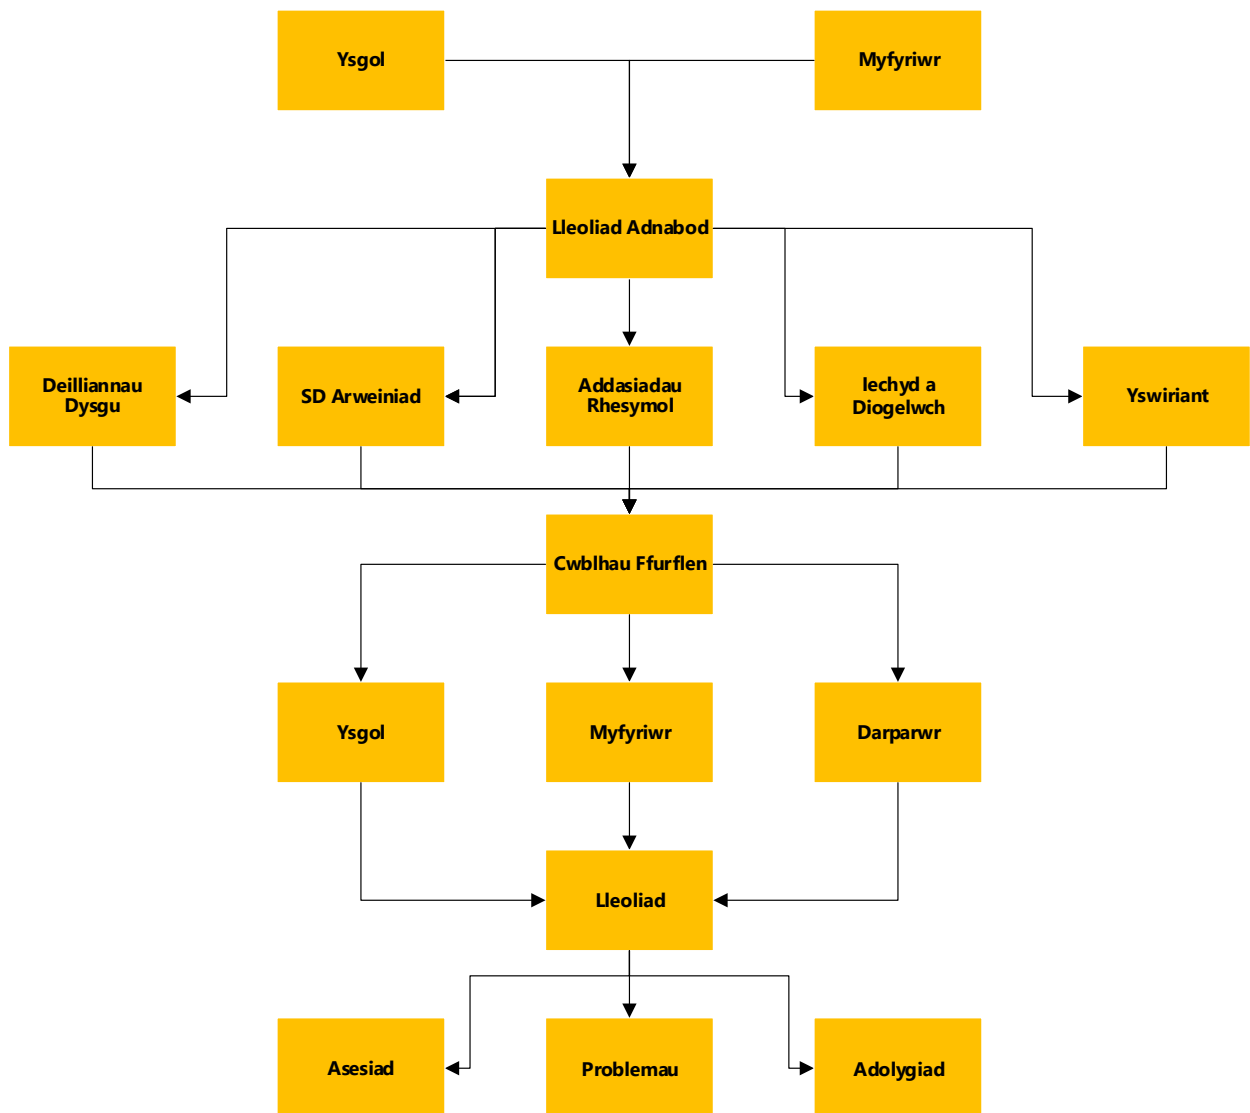 Ysgol
Myfyriwr
Lleoliad Adnabod
Deilliannau
Dysgu
SD Arweiniad
Addasiadau
Rhesymol
Iechyd a
Diogelwch
Yswiriant
Cwblhau Ffurflen
Ysgol
Myfyriwr
Darparwr
Lleoliad
Asesiad
Problemau
Adolygiad